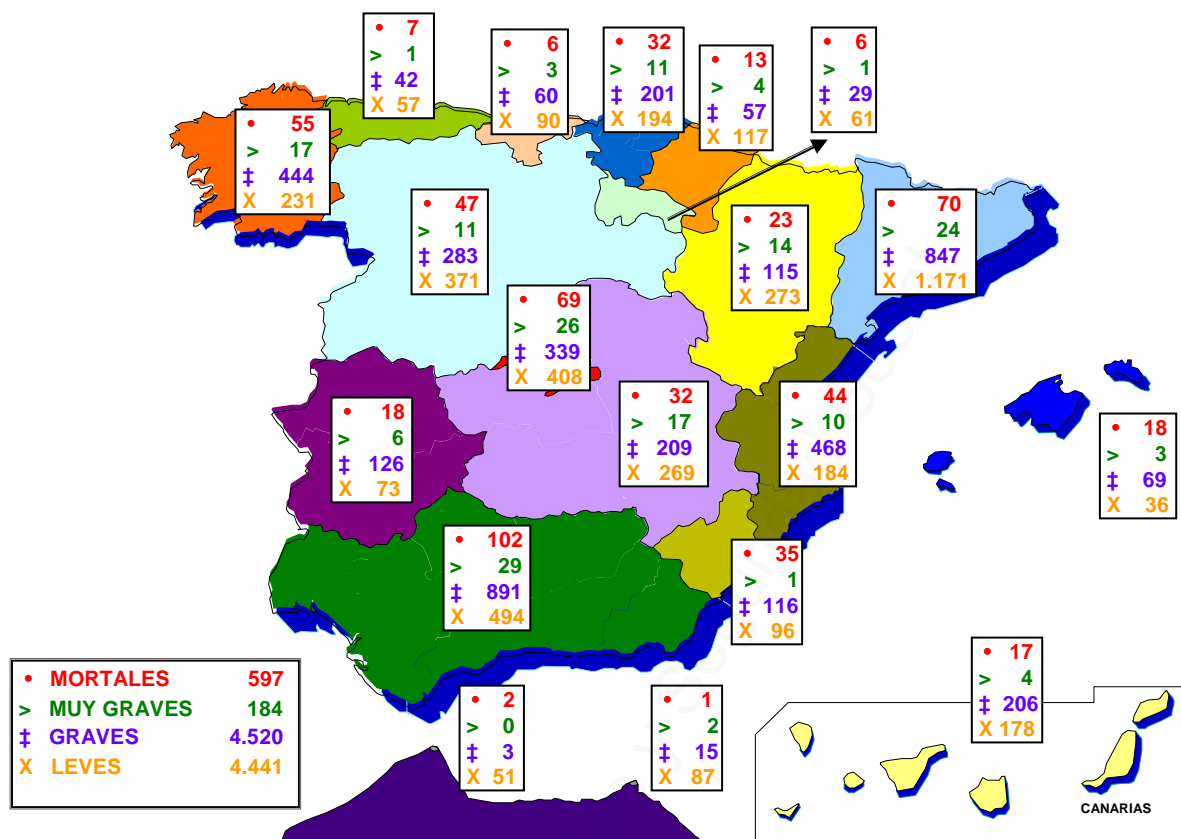 • 7
> 1
‡ 42
X 57
• 6
> 3
‡ 60
X 90
• 32
> 11
‡ 201
X 194
• 13
> 4
‡ 57
X 117
• 6
> 1
‡ 29
X 61
• 55
> 17
‡ 444
X 231
• 47
> 11
‡ 283
X 371
• 23
> 14
‡ 115
X 273
• 70
> 24
‡ 847
X 1.171
• 69
> 26
‡ 339
X 408
• 18
> 6
‡ 126
X 73
• 32
> 17
‡ 209
X 269
• 44
> 10
‡ 468
X 184
• 18
> 3
‡ 69
X 36
• 102
> 29
‡ 891
X 494
• 35
> 1
‡ 116
X 96
• MORTALES 597
> MUY GRAVES 184
‡ GRAVES 4.520
X LEVES 4.441
• 2
> 0
‡ 3
X 51
• 1
> 2
‡ 15
X 87
• 17
> 4
‡ 206
X 178
CANARIAS